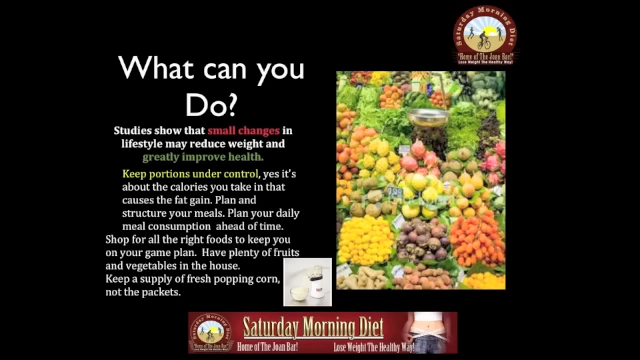 Saturday Morning Diet
"Home of The Joan Bar!"
Lose Weight The Healthy Way!
What can you
Do?
Studies show that small changes in
lifestyle may reduce weight and
greatly improve health.
Keep portions under control, yes it's
about the calories you take in that
causes the fat gain. Plan and
structure your meals. Plan your daily
meal consumption ahead of time.
Shop for all the right foods to keep you
on your game plan. Have plenty of fruits
and vegetables in the house.
Keep a supply of fresh popping corn,
not the packets.
Saturday Morning Diet
Home of The Joan Bar!
Lose Weight The Healthy Way!